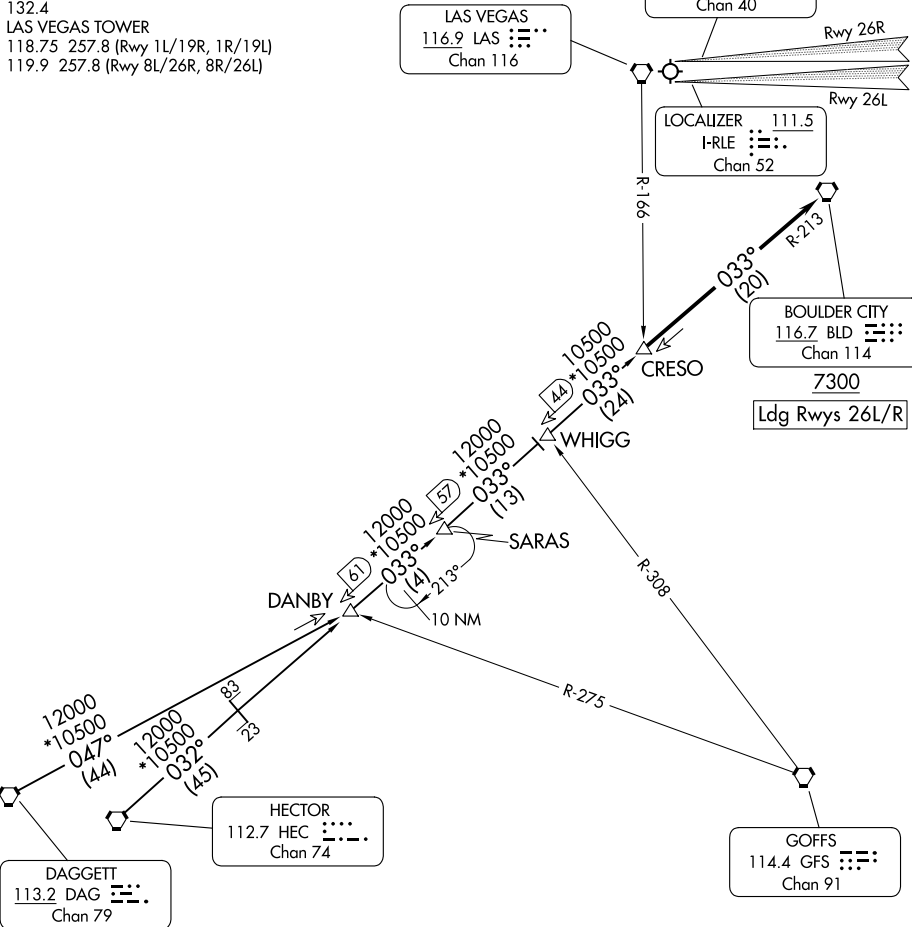 132.4
LAS VEGAS TOWER
118.75 257.8 (Rwy 1L/19R, 1R/19L)
119.9 257.8 (Rwy 8L/26R, 8R/26L)
LAS VEGAS
116.9 LAS
Chan 116
Chan 40
Rwy 26R
Rwy 26L
LOCALIZER 111.5
I-RLE
Chan 52
R-166
R-213
033°
(20)
BOULDER CITY
116.7 BLD
Chan 114
7300
Ldg Rwys 26L/R
CRESO
10500
*10500
033°
(24)
44
WHIGG
12000
*10500
033°
(13)
57
SARAS
12000
*10500
033°
(4)
61
213°
10 NM
DANBY
R-308
R-275
83
23
12000
*10500
047°
(44)
12000
*10500
032°
(45)
HECTOR
112.7 HEC
Chan 74
DAGGETT
113.2 DAG
Chan 79
GOFFS
114.4 GFS
Chan 91